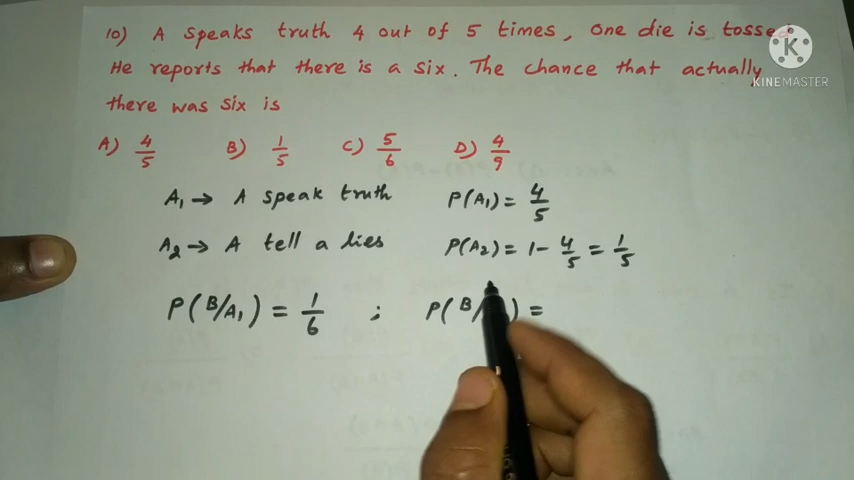 10) A speaks truth 4 out of 5 times, One die is tossed
He reports that there is a six. The chance that actually
there was six is
A) 4/5 B) 1/5 C) 5/6 D) 4/9
A₁ → A speak truth P(A₁) = 4/5
A₂ → A tell a lies P(A₂) = 1 - 4/5 = 1/5
P(B/A₁) = 1/6 ; P(B/ ) =
K
KINEMASTER